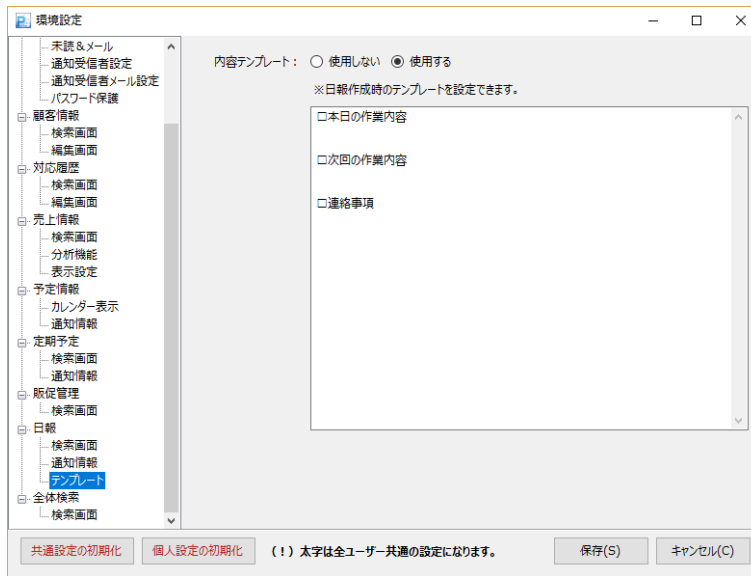 環境設定
未読＆メール
通知受信者設定
通知受信者メール設定
パスワード保護
顧客情報
検索画面
編集画面
対応履歴
検索画面
編集画面
売上情報
検索画面
分析機能
表示設定
予定情報
カレンダー表示
通知情報
定期予定
検索画面
通知情報
販促管理
検索画面
日報
検索画面
通知情報
テンプレート
全体検索
検索画面
内容テンプレート： 使用しない 使用する
※日報作成時のテンプレートを設定できます。
□本日の作業内容
□次回の作業内容
□連絡事項
共通設定の初期化 個人設定の初期化 (！) 太字は全ユーザー共通の設定になります。 保存(S) キャンセル(C)